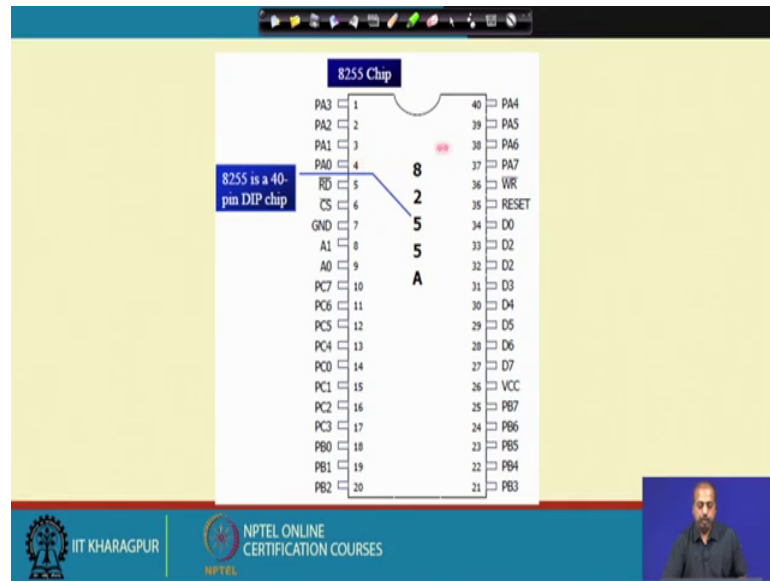 8255 Chip
8255 is a 40-
pin DIP chip
PA3 1 40 PA4
PA2 2 39 PA5
PA1 3 38 PA6
PA0 4 37 PA7
RD 5 36 WR
CS 6 35 RESET
GND 7 34 D0
A1 8 33 D2
A0 9 32 D2
PC7 10 31 D3
PC6 11 30 D4
PC5 12 29 D5
PC4 13 28 D6
PC0 14 27 D7
PC1 15 26 VCC
PC2 16 25 PB7
PC3 17 24 PB6
PB0 18 23 PB5
PB1 19 22 PB4
PB2 20 21 PB3
8
2
5
5
A
IIT KHARAGPUR
NPTEL
NPTEL ONLINE
CERTIFICATION COURSES